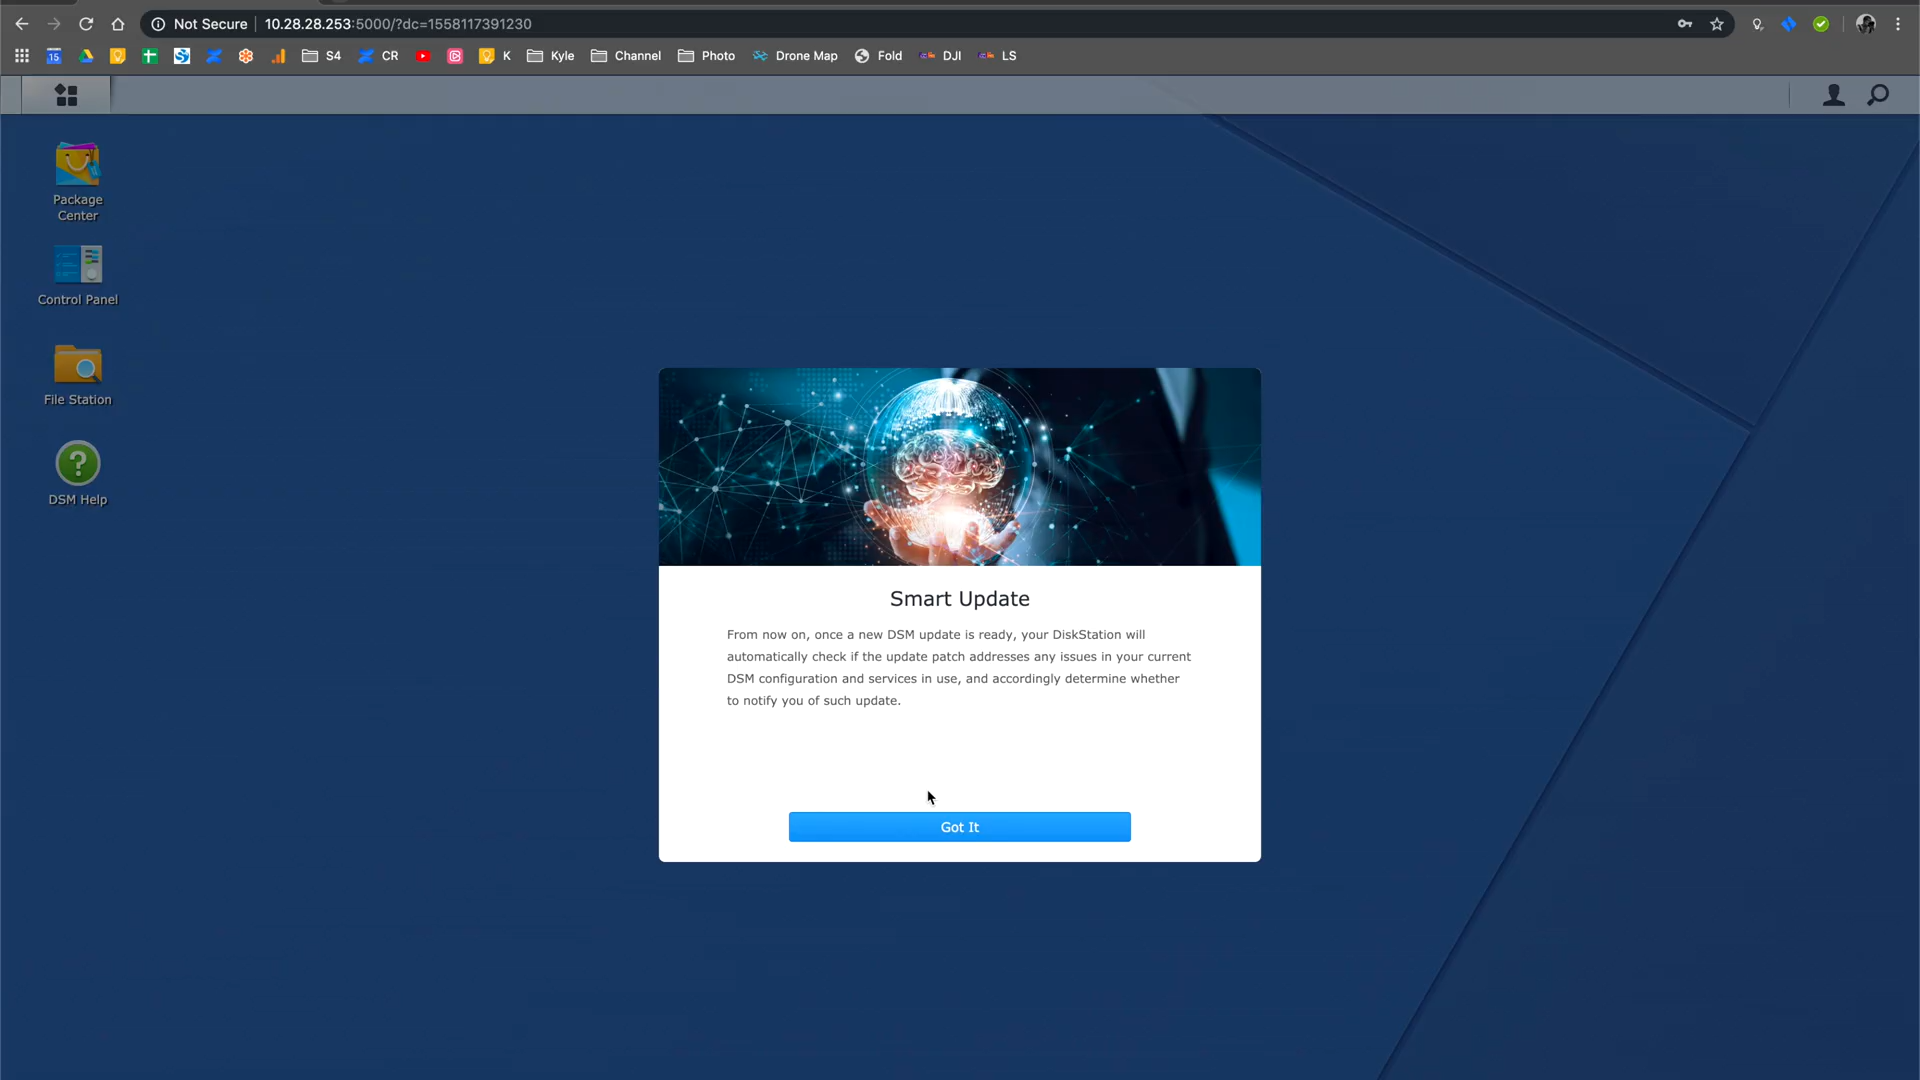 Not Secure 10.28.28.253:5000/?dc=1558117391230
15 S4 CR K Kyle Channel Photo Drone Map Fold DJI LS
Package
Center
Control Panel
File Station
?
DSM Help
Smart Update
From now on, once a new DSM update is ready, your DiskStation will
automatically check if the update patch addresses any issues in your current
DSM configuration and services in use, and accordingly determine whether
to notify you of such update.
Got It